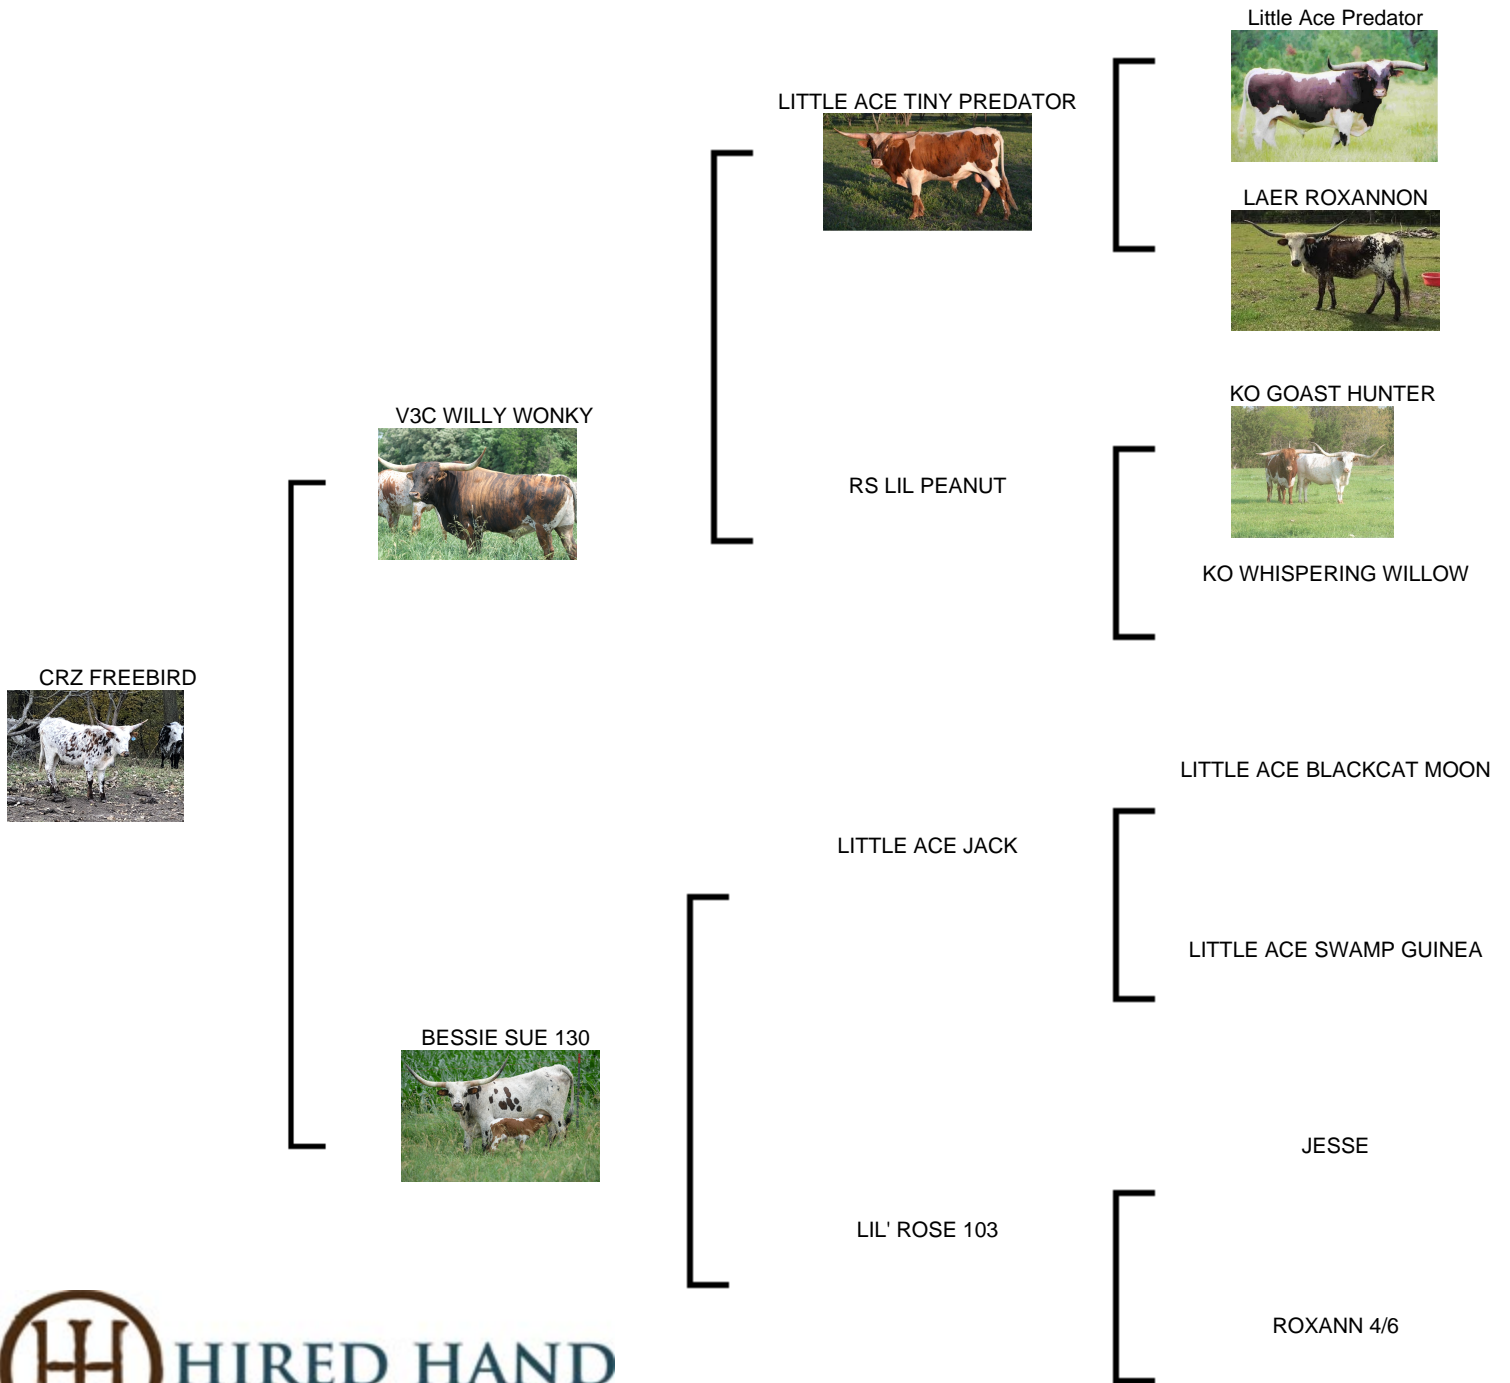 Little Ace Predator
LITTLE ACE TINY PREDATOR
LAER ROXANNON
KO GOAST HUNTER
V3C WILLY WONKY
RS LIL PEANUT
KO WHISPERING WILLOW
CRZ FREEBIRD
LITTLE ACE BLACKCAT MOON
LITTLE ACE JACK
LITTLE ACE SWAMP GUINEA
BESSIE SUE 130
JESSE
LIL' ROSE 103
ROXANN 4/6
HIRED HAND